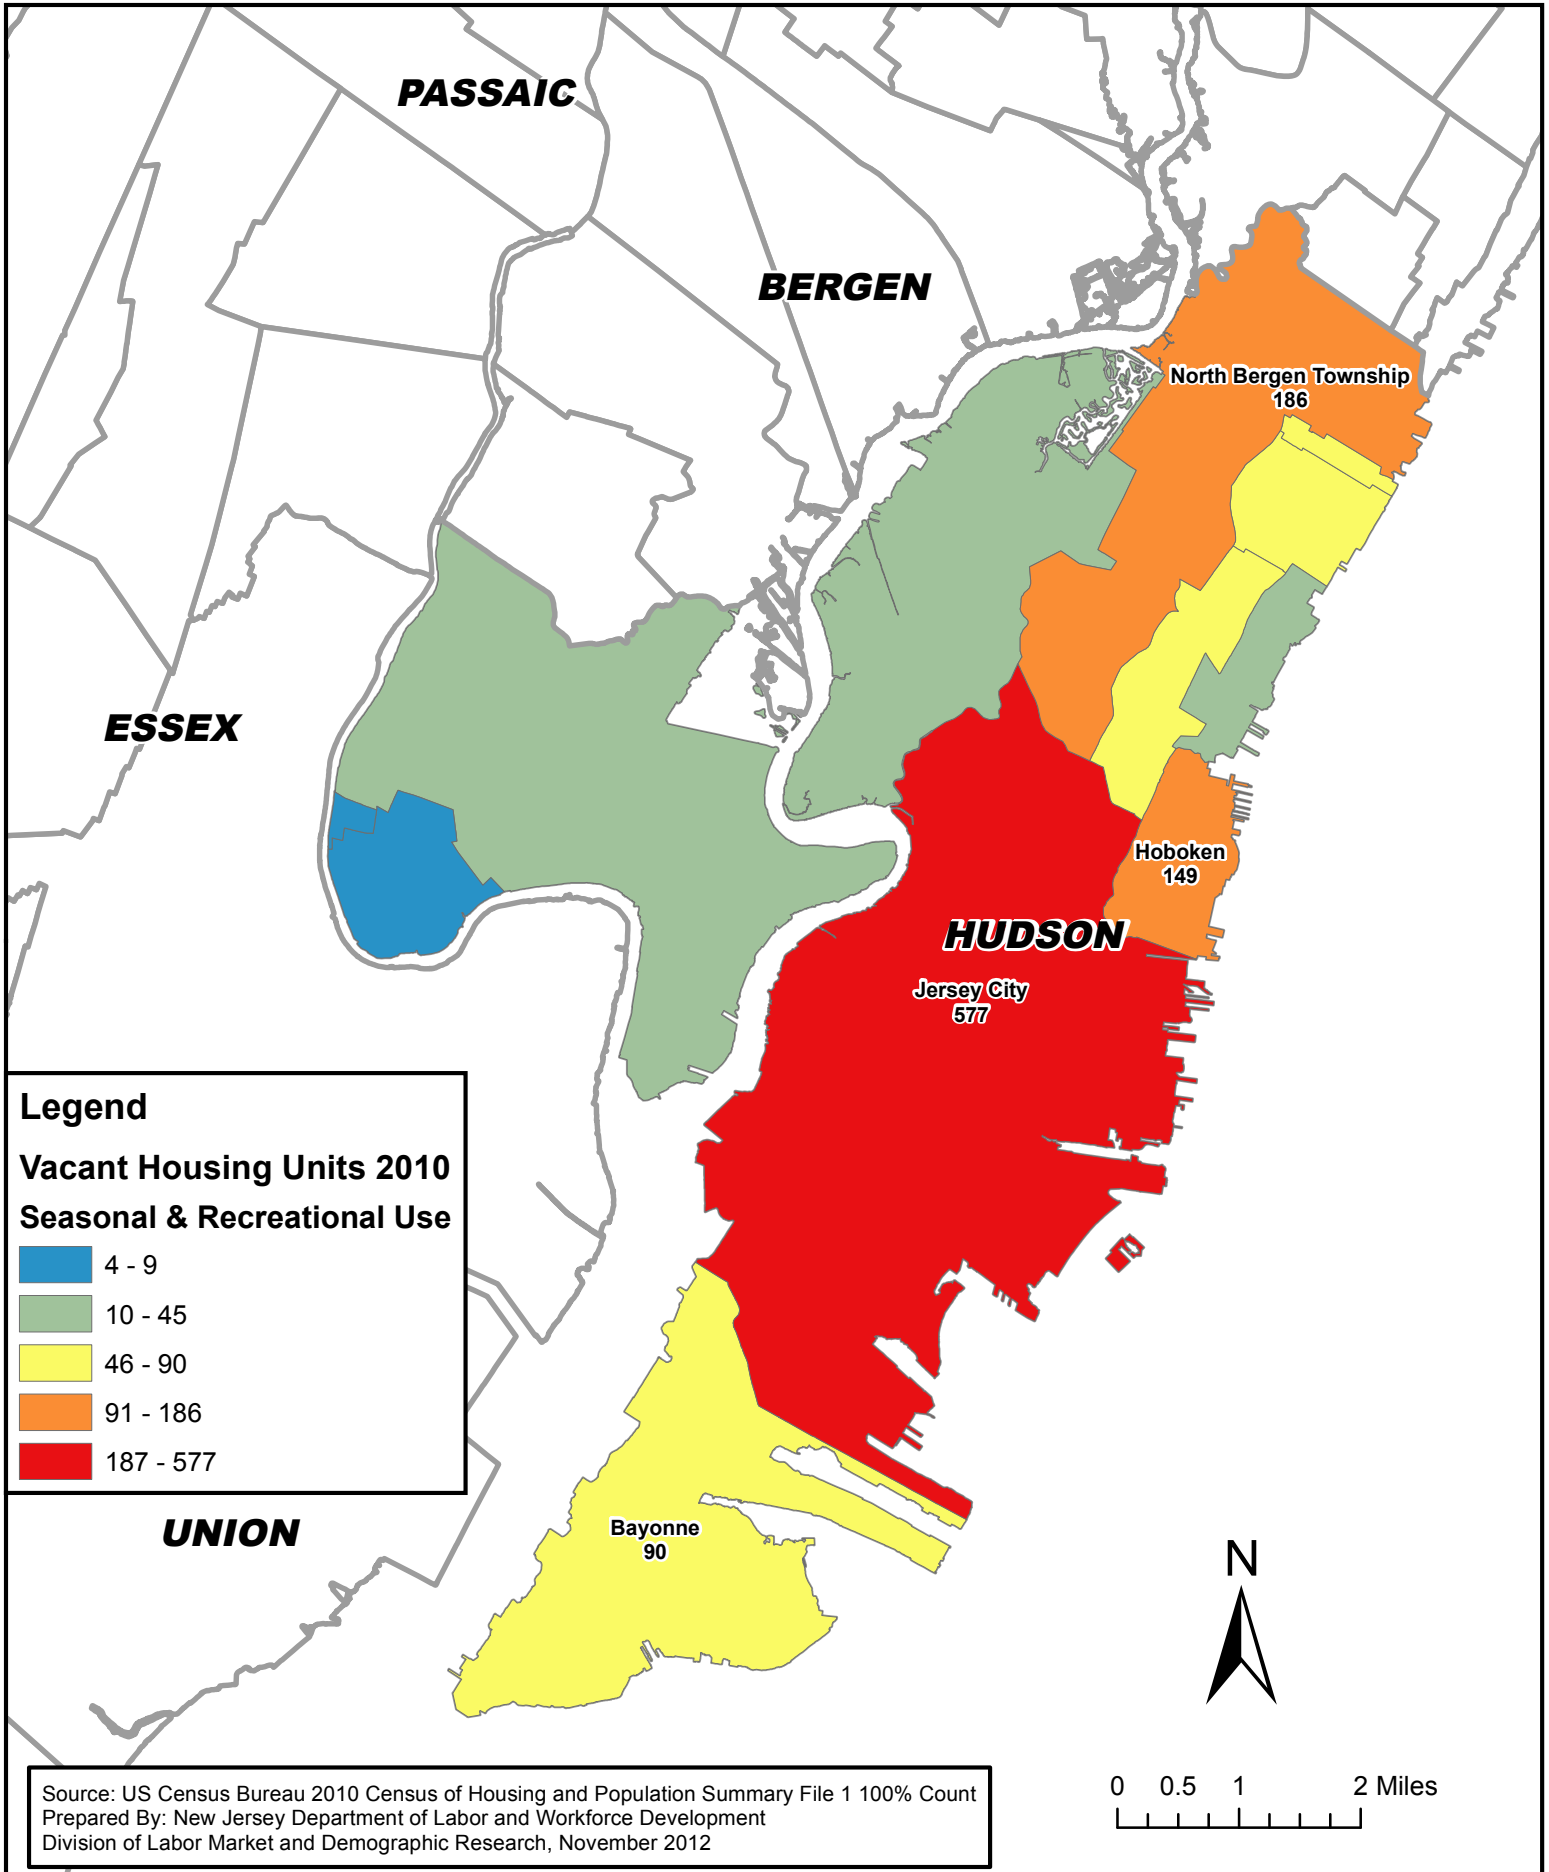 PASSAIC
BERGEN
North Bergen Township
186
ESSEX
Hoboken
149
HUDSON
Jersey City
577
Legend
Vacant Housing Units 2010
Seasonal & Recreational Use
4 - 9
10 - 45
46 - 90
91 - 186
187 - 577
UNION
Bayonne
90
N
0 0.5 1 2 Miles
Source: US Census Bureau 2010 Census of Housing and Population Summary File 1 100% Count
Prepared By: New Jersey Department of Labor and Workforce Development
Division of Labor Market and Demographic Research, November 2012